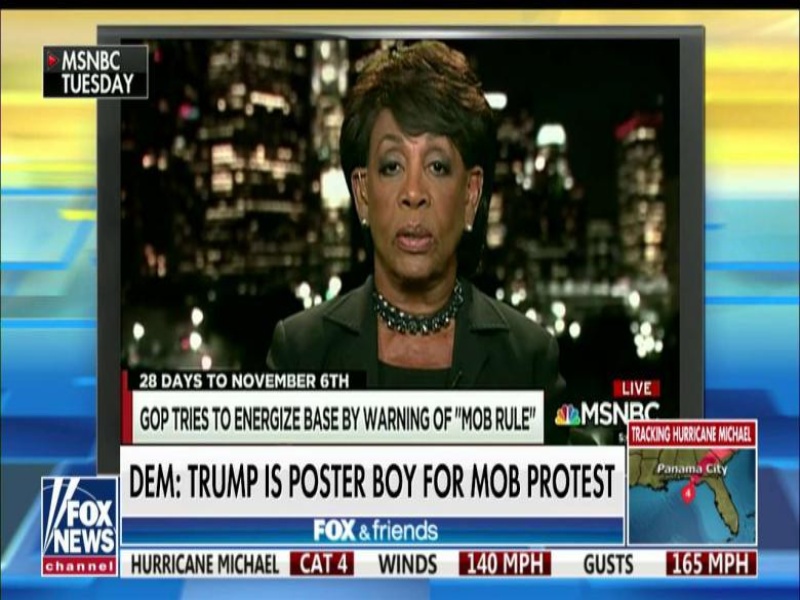 MSNBC
TUESDAY
28 DAYS TO NOVEMBER 6TH
LIVE
GOP TRIES TO ENERGIZE BASE BY WARNING OF "MOB RULE"
MSNBC
TRACKING HURRICANE MICHAEL
Panama City
4
DEM: TRUMP IS POSTER BOY FOR MOB PROTEST
FOX & friends
FOX
NEWS
channel
HURRICANE MICHAEL CAT 4 WINDS 140 MPH GUSTS 165 MPH